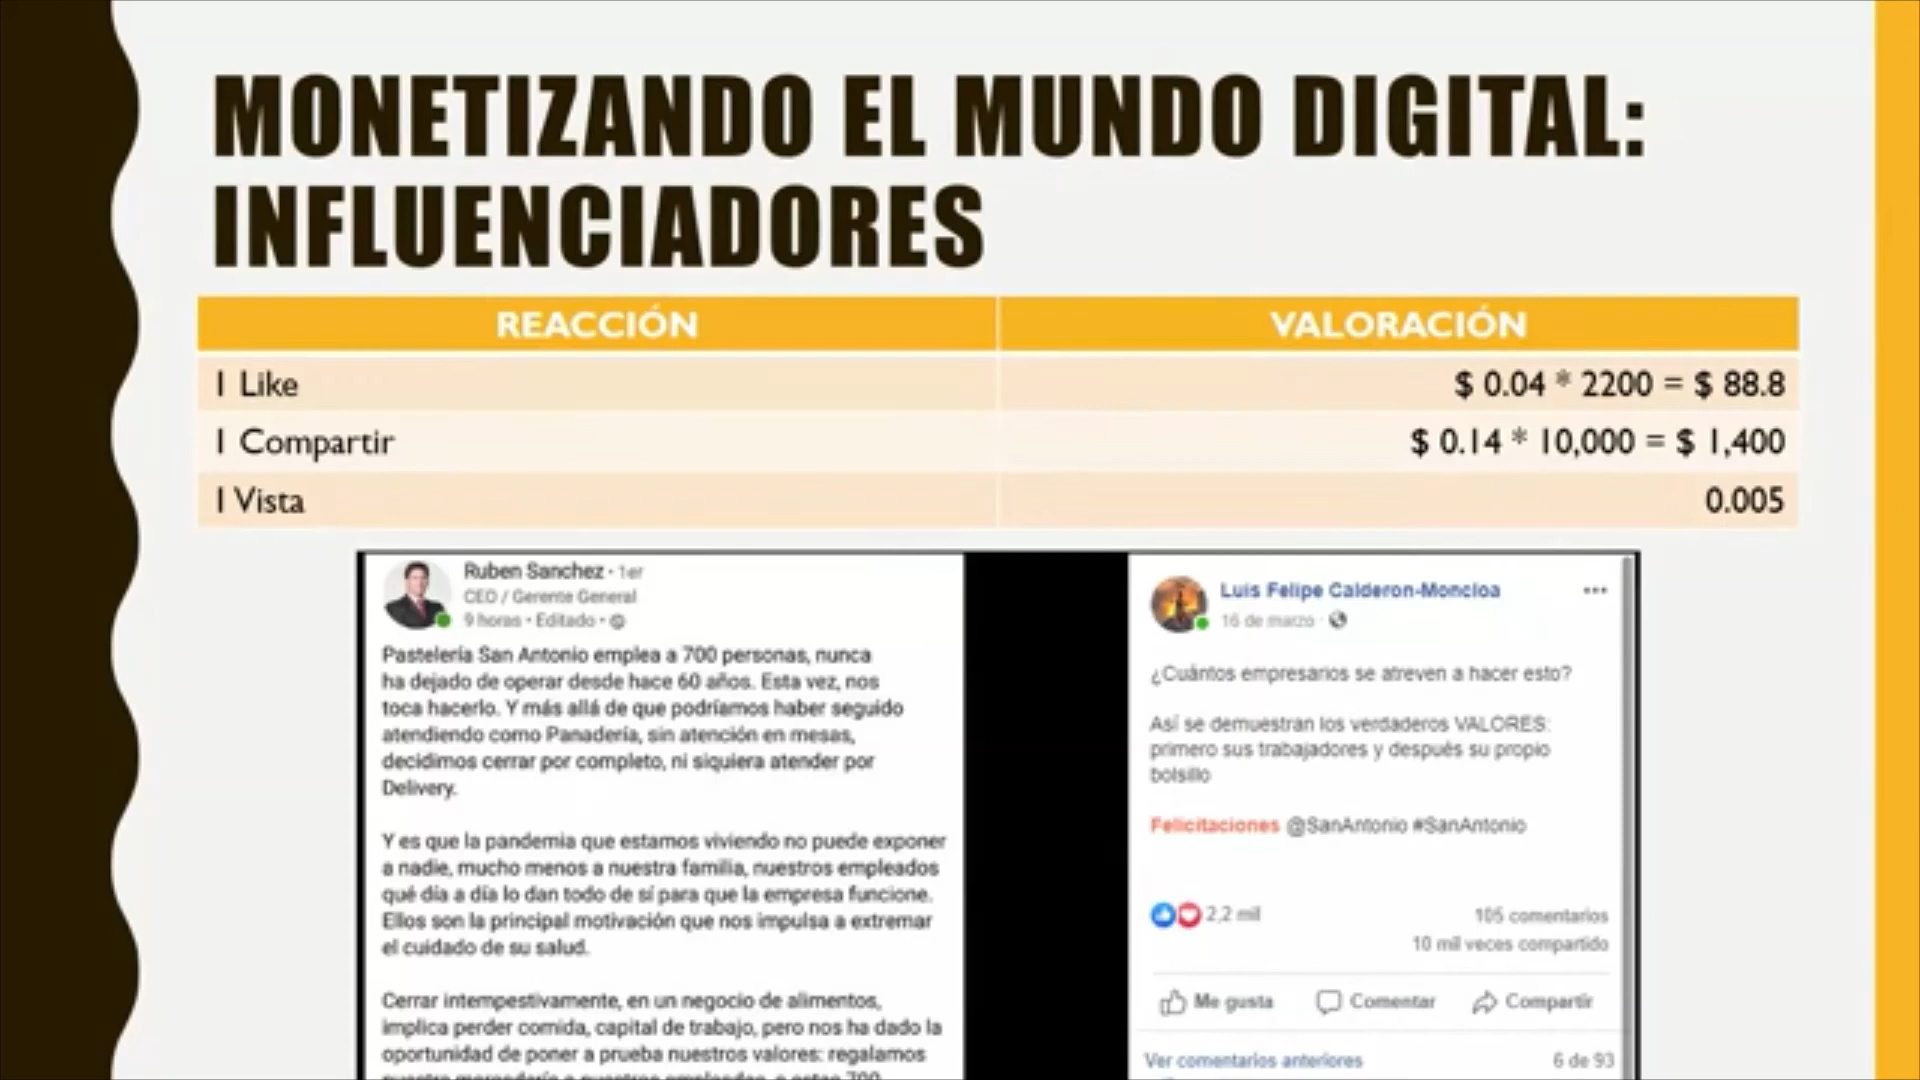 MONETIZANDO EL MUNDO DIGITAL:
INFLUENCIADORES
REACCIÓN VALORACIÓN
1 Like $ 0.04 * 2200 = $ 88.8
1 Compartir $ 0.14 * 10,000 = $ 1,400
1 Vista 0.005
Ruben Sanchez • 1er
CEO / Gerente General
9 horas • Editado •
Pastelería San Antonio emplea a 700 personas, nunca
ha dejado de operar desde hace 60 años. Esta vez, nos
toca hacerlo. Y más allá de que podríamos haber seguido
atendiendo como Panadería, sin atención en mesas,
decidimos cerrar por completo, ni siquiera atender por
Delivery.
Y es que la pandemia que estamos viviendo no puede exponer
a nadie, mucho menos a nuestra familia, nuestros empleados
qué día a día lo dan todo de sí para que la empresa funcione.
Ellos son la principal motivación que nos impulsa a extremar
el cuidado de su salud.
Cerrar intempestivamente, en un negocio de alimentos,
implica perder comida, capital de trabajo, pero nos ha dado la
oportunidad de poner a prueba nuestros valores: regalamos
Luis Felipe Calderon-Moncloa
16 de marzo ·
¿Cuántos empresarios se atreven a hacer esto?
Así se demuestran los verdaderos VALORES:
primero sus trabajadores y después su propio
bolsillo
Felicitaciones @SanAntonio #SanAntonio
2,2 mil 105 comentarios
10 mil veces compartido
Me gusta Comentar Compartir
Ver comentarios anteriores 6 de 93